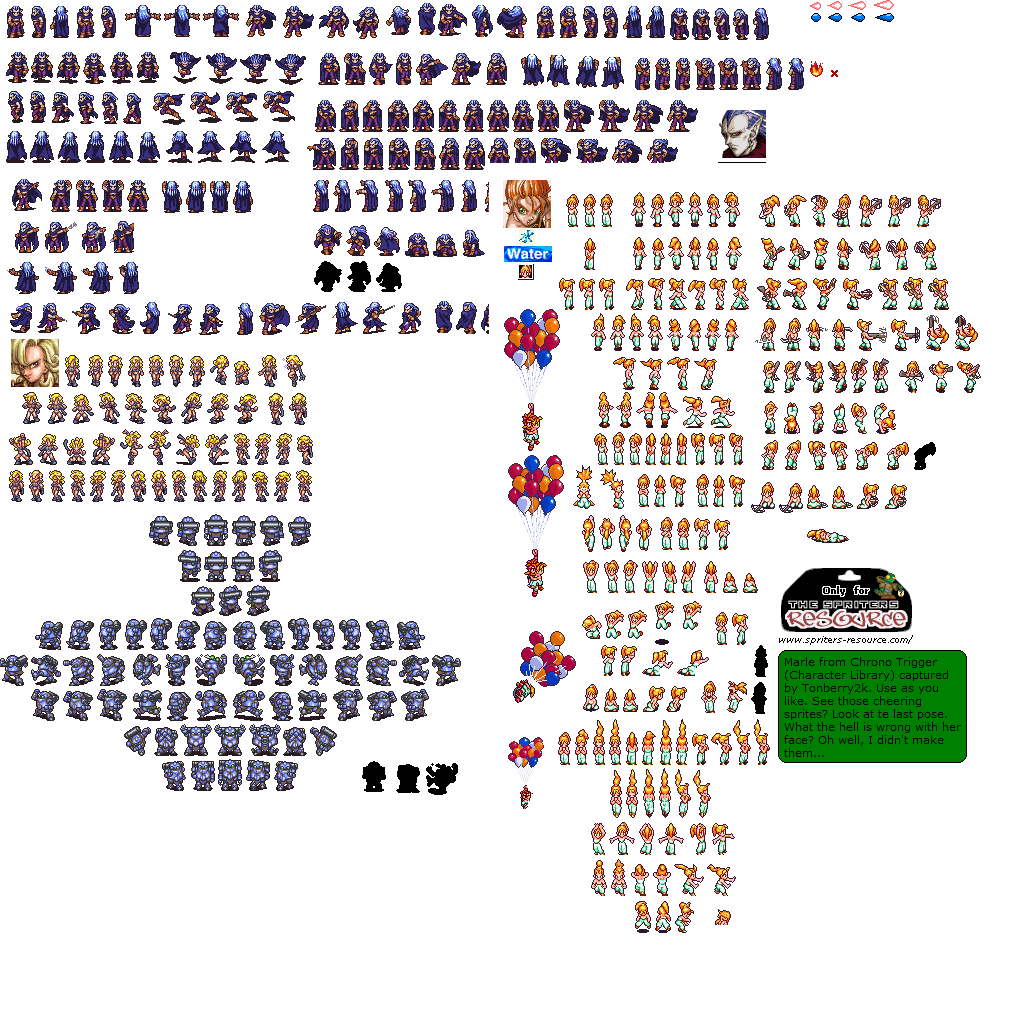 Water
Only for
THE SPRITERS
RESOURCE
www.spriters-resource.com/
Marle from Chrono Trigger
(Character Library) captured
by Tonberry2k. Use as you
like. See those cheering
sprites? Look at te last pose.
What the hell is wrong with her
face? Oh well, I didn't make
them...